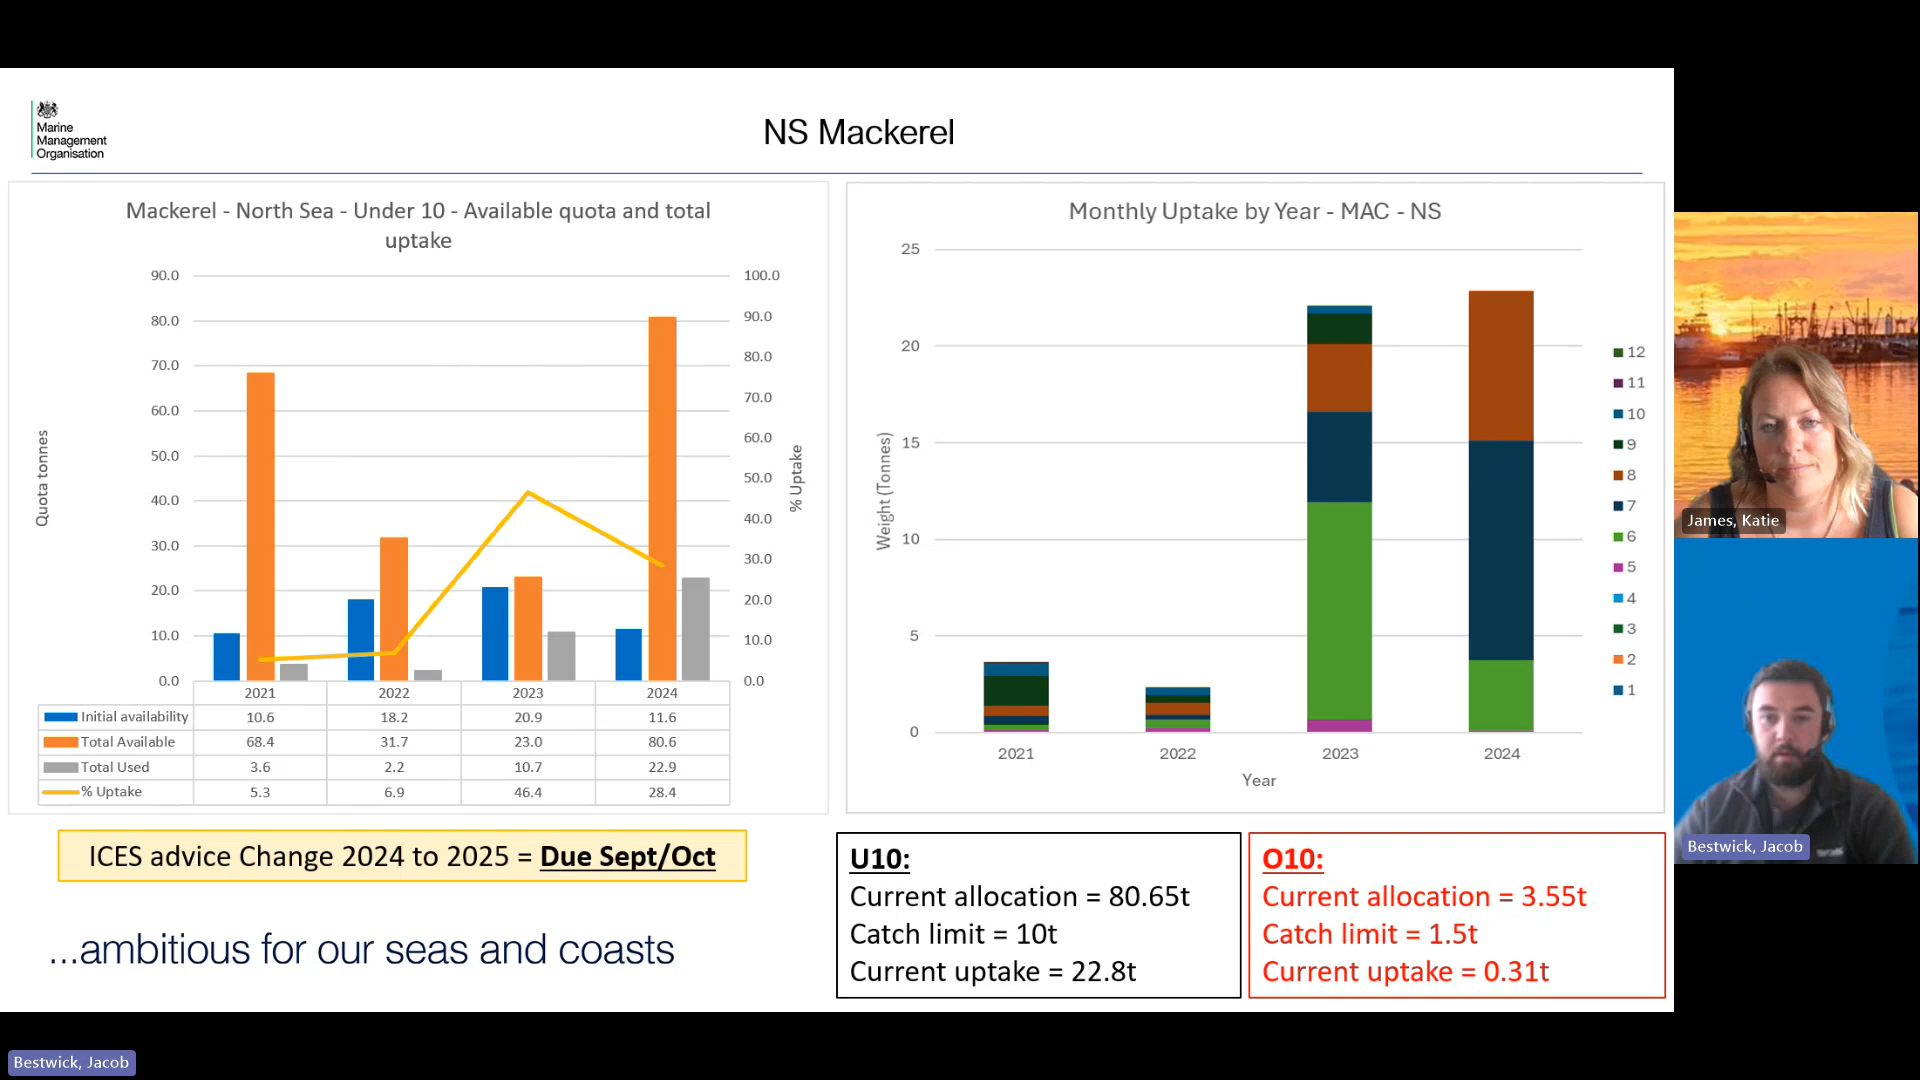 Marine
Management
Organisation
NS Mackerel
Mackerel - North Sea - Under 10 - Available quota and total
uptake
90.0
80.0
70.0
60.0
50.0
40.0
30.0
20.0
10.0
0.0
Quota tonnes
100.0
90.0
80.0
70.0
60.0
50.0
40.0
30.0
20.0
10.0
0.0
% Uptake
2021 2022 2023 2024
Initial availability 10.6 18.2 20.9 11.6
Total Available 68.4 31.7 23.0 80.6
Total Used 3.6 2.2 10.7 22.9
% Uptake 5.3 6.9 46.4 28.4
Monthly Uptake by Year - MAC - NS
25
20
15
10
5
0
Weight (Tonnes)
2021 2022 2023 2024
Year
12
11
10
9
8
7
6
5
4
3
2
1
ICES advice Change 2024 to 2025 = Due Sept/Oct
...ambitious for our seas and coasts
U10:
Current allocation = 80.65t
Catch limit = 10t
Current uptake = 22.8t
O10:
Current allocation = 3.55t
Catch limit = 1.5t
Current uptake = 0.31t
James, Katie
Bestwick, Jacob
Bestwick, Jacob